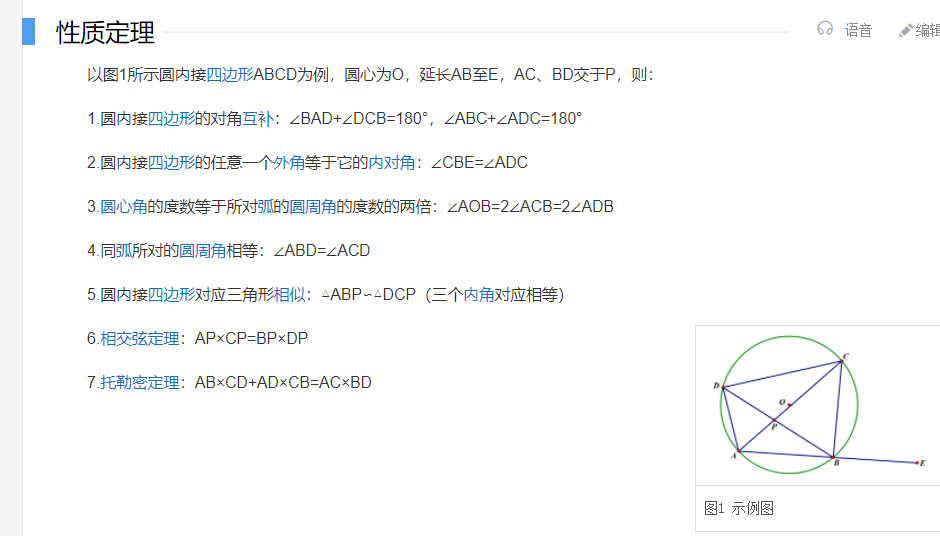 性质定理
语音
编辑
以图1所示圆内接四边形ABCD为例，圆心为O，延长AB至E，AC、BD交于P，则：
1.圆内接四边形的对角互补：∠BAD+∠DCB=180°，∠ABC+∠ADC=180°
2.圆内接四边形的任意一个外角等于它的内对角：∠CBE=∠ADC
3.圆心角的度数等于所对弧的圆周角的度数的两倍：∠AOB=2∠ACB=2∠ADB
4.同弧所对的圆周角相等：∠ABD=∠ACD
5.圆内接四边形对应三角形相似：△ABP∽△DCP（三个内角对应相等）
6.相交弦定理：AP×CP=BP×DP
7.托勒密定理：AB×CD+AD×CB=AC×BD
C
D
O
P
A
B
E
图1 示例图